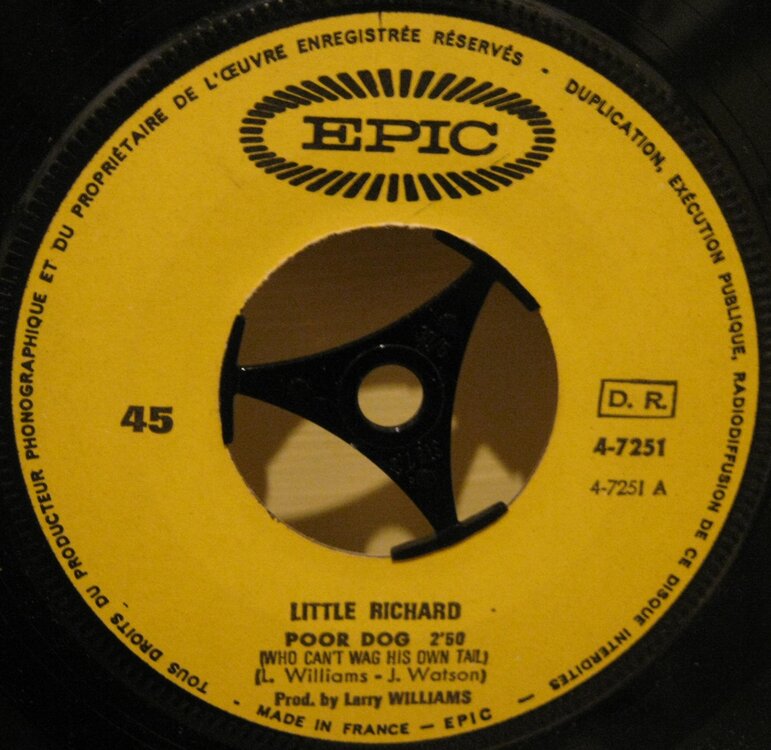 TOUS DROITS DU PRODUCTEUR PHONOGRAPHIQUE ET DU PROPRIÉTAIRE DE L'ŒUVRE ENREGISTRÉE RÉSERVÉS - DUPLICATION, EXÉCUTION PUBLIQUE, RADIODIFFUSION DE CE DISQUE INTERDITES
EPIC
45
D. R.
4-7251
4-7251 A
LITTLE RICHARD
POOR DOG 2'50
(WHO CAN'T WAG HIS OWN TAIL)
(L. Williams - J. Watson)
Prod. by Larry WILLIAMS
- MADE IN FRANCE — EPIC —